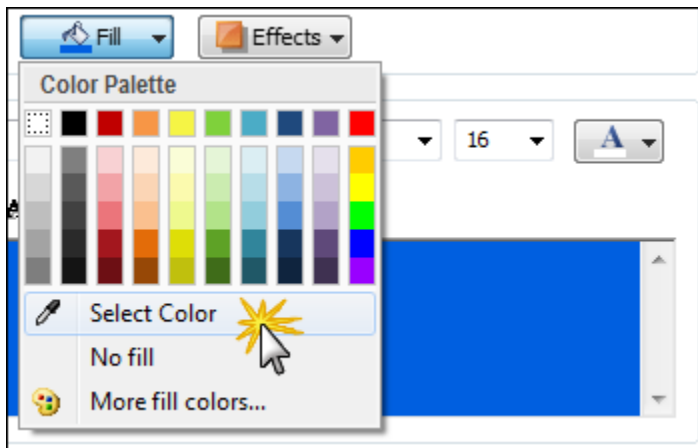 Fill Effects
Color Palette
16 A
Select Color
No fill
More fill colors...